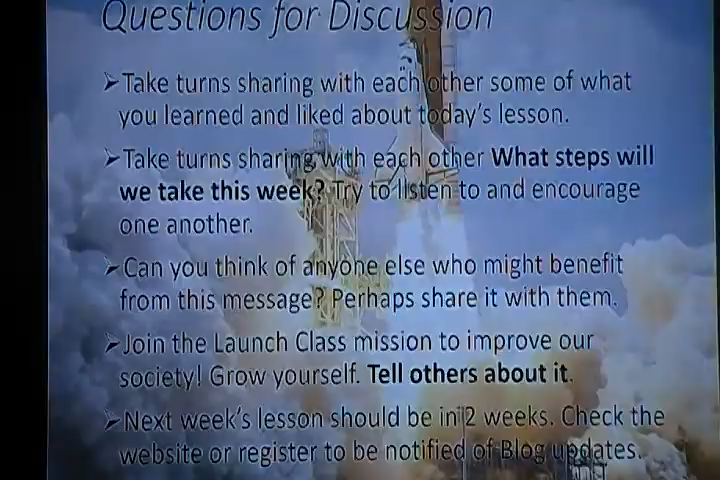 Questions for Discussion
➢Take turns sharing with each other some of what
you learned and liked about today's lesson.
➢Take turns sharing with each other What steps will
we take this week? Try to listen to and encourage
one another.
➢Can you think of anyone else who might benefit
from this message? Perhaps share it with them.
➢Join the Launch Class mission to improve our
society! Grow yourself. Tell others about it.
➢Next week's lesson should be in 2 weeks. Check the
website or register to be notified of Blog updates.